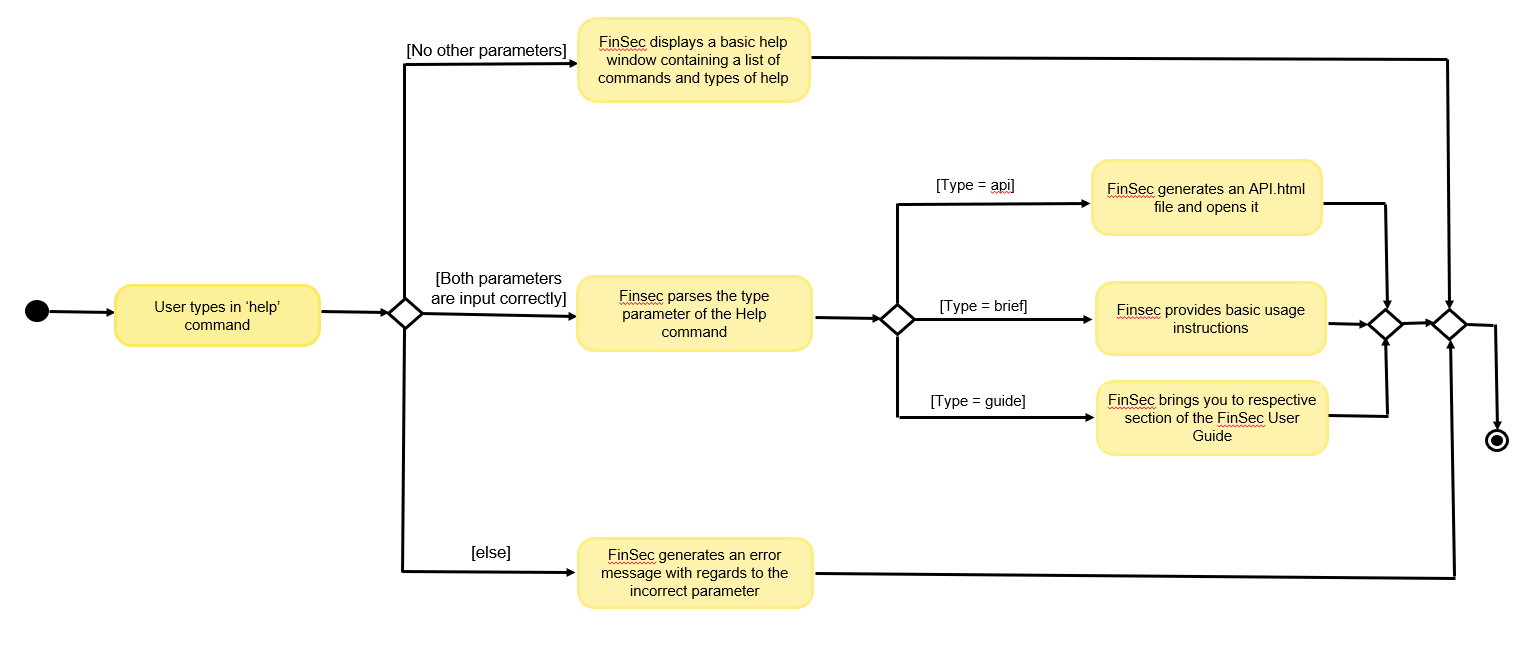 [No other parameters]
FinSec displays a basic help
window containing a list of
commands and types of help
[Type = api]
FinSec generates an API.html
file and opens it
[Both parameters
are input correctly]
User types in ‘help’
command
Finsec parses the type
parameter of the Help
command
[Type = brief]
Finsec provides basic usage
instructions
[Type = guide]
FinSec brings you to respective
section of the FinSec User
Guide
[else]
FinSec generates an error
message with regards to the
incorrect parameter